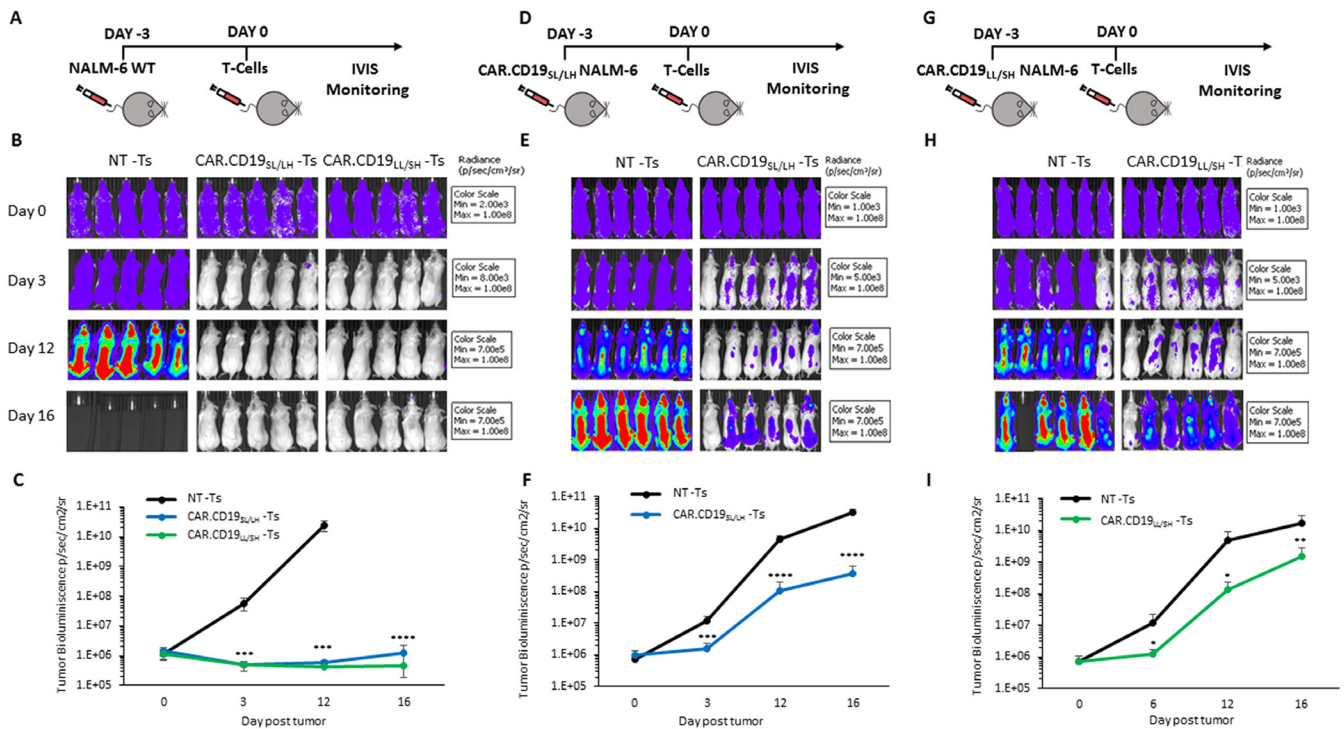 A
DAY -3
DAY 0
NALM-6 WT
T-Cells
IVIS
Monitoring
B
NT -Ts
CAR.CD19SL/LH -Ts
CAR.CD19LL/SH -Ts
Radiance
(p/sec/cm²/sr)
Day 0
Color Scale
Min = 2.00e3
Max = 1.00e8
Day 3
Color Scale
Min = 8.00e3
Max = 1.00e8
Day 12
Color Scale
Min = 7.00e5
Max = 1.00e8
Day 16
Color Scale
Min = 7.00e5
Max = 1.00e8
C
NT -Ts
CAR.CD19SL/LH -Ts
CAR.CD19LL/SH -Ts
Tumor Bioluminiscence p/sec/cm2/sr
1.E+11
1.E+10
1.E+09
1.E+08
1.E+07
1.E+06
1.E+05
***
***
****
0
3
12
16
Day post tumor
D
DAY -3
DAY 0
CAR.CD19SL/LH NALM-6
T-Cells
IVIS
Monitoring
E
NT -Ts
CAR.CD19SL/LH -Ts
Radiance
(p/sec/cm²/sr)
Color Scale
Min = 1.00e3
Max = 1.00e8
Color Scale
Min = 5.00e3
Max = 1.00e8
Color Scale
Min = 7.00e5
Max = 1.00e8
Color Scale
Min = 7.00e5
Max = 1.00e8
F
NT -Ts
CAR.CD19SL/LH -Ts
Tumor Bioluminiscence p/sec/cm2/sr
1.E+11
1.E+10
1.E+09
1.E+08
1.E+07
1.E+06
1.E+05
***
****
****
0
3
12
16
Day post tumor
G
DAY -3
DAY 0
CAR.CD19LL/SH NALM-6
T-Cells
IVIS
Monitoring
H
NT -Ts
CAR.CD19LL/SH -T
Radiance
(p/sec/cm²/sr)
Color Scale
Min = 1.00e3
Max = 1.00e8
Color Scale
Min = 5.00e3
Max = 1.00e8
Color Scale
Min = 7.00e5
Max = 1.00e8
Color Scale
Min = 7.00e5
Max = 1.00e8
I
NT -Ts
CAR.CD19LL/SH -Ts
Tumor Bioluminiscence p/sec/cm2/sr
1.E+11
1.E+10
1.E+09
1.E+08
1.E+07
1.E+06
1.E+05
*
*
**
0
6
12
16
Day post tumor